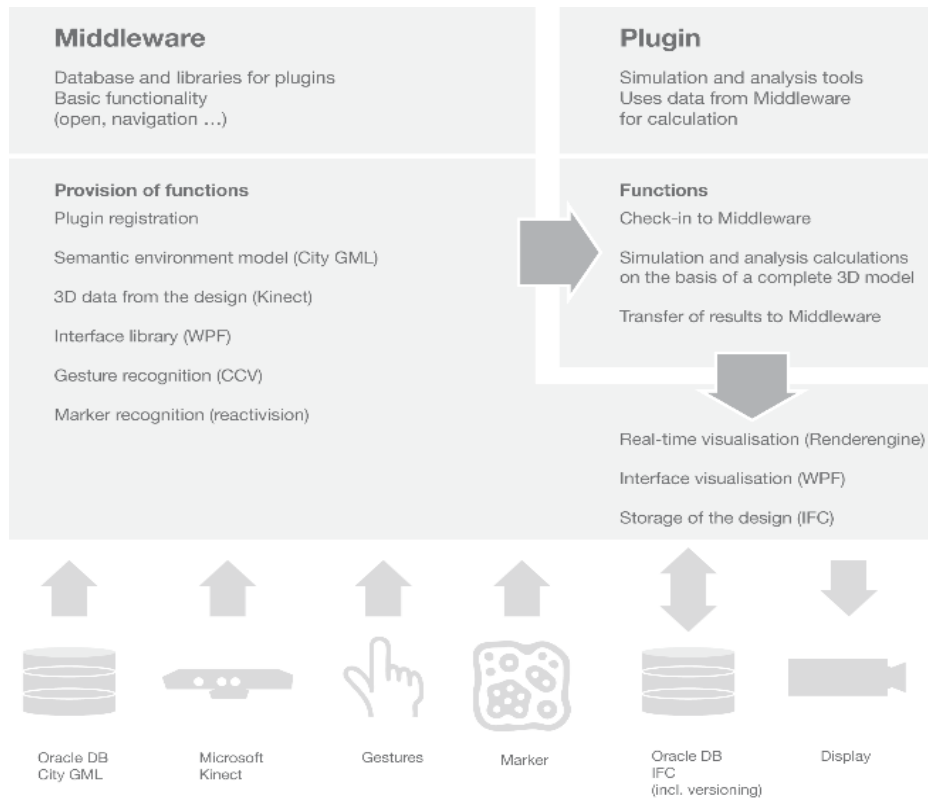 Middleware
Database and libraries for plugins
Basic functionality
(open, navigation ...)
Provision of functions
Plugin registration
Semantic environment model (City GML)
3D data from the design (Kinect)
Interface library (WPF)
Gesture recognition (CCV)
Marker recognition (reactivision)
Plugin
Simulation and analysis tools
Uses data from Middleware
for calculation
Functions
Check-in to Middleware
Simulation and analysis calculations
on the basis of a complete 3D model
Transfer of results to Middleware
Real-time visualisation (Renderengine)
Interface visualisation (WPF)
Storage of the design (IFC)
Oracle DB
City GML
Microsoft
Kinect
Gestures
Marker
Oracle DB
IFC
(incl. versioning)
Display